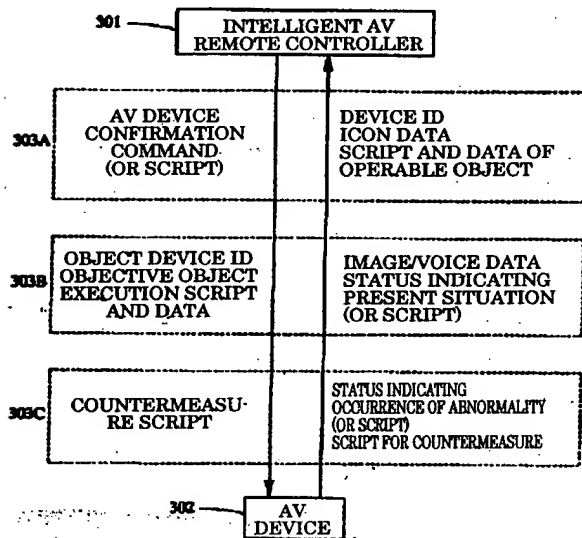 301
INTELLIGENT AV
REMOTE CONTROLLER
303A
AV DEVICE
CONFIRMATION
COMMAND
(OR SCRIPT)
DEVICE ID
ICON DATA
SCRIPT AND DATA OF
OPERABLE OBJECT
303B
OBJECT DEVICE ID
OBJECTIVE OBJECT
EXECUTION SCRIPT
AND DATA
IMAGE/VOICE DATA
STATUS INDICATING
PRESENT SITUATION
(OR SCRIPT)
303C
COUNTERMEASU-
RE SCRIPT
STATUS INDICATING
OCCURRENCE OF ABNORMALITY
(OR SCRIPT)
SCRIPT FOR COUNTERMEASURE
302
AV
DEVICE